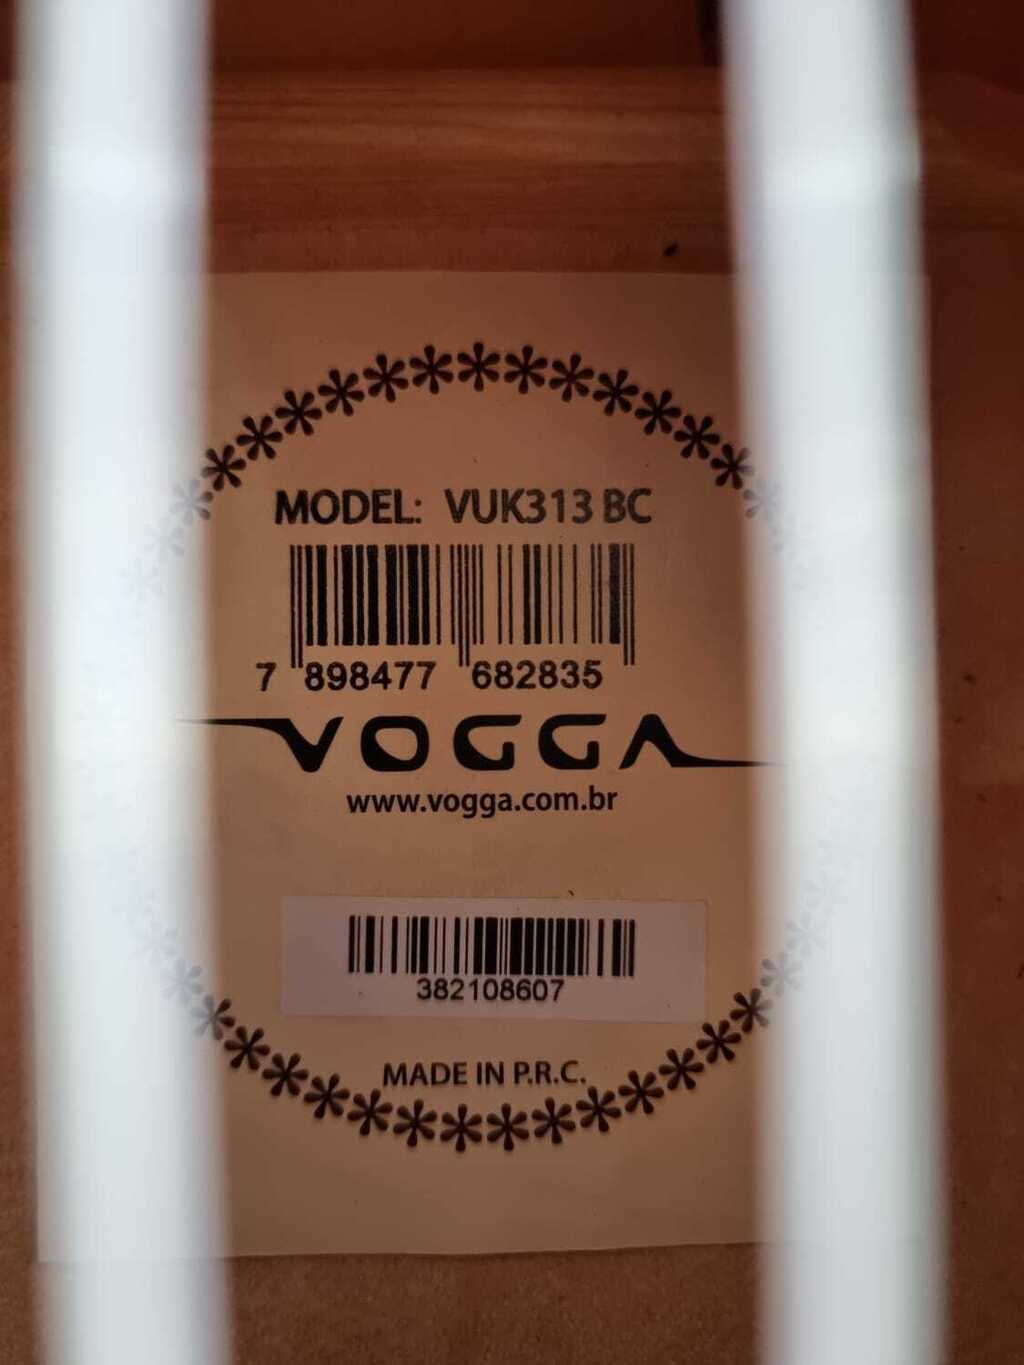 MODEL: VUK313 BC
7 898477 682835
VOGGA
www.vogga.com.br
382108607
MADE IN P.R.C.